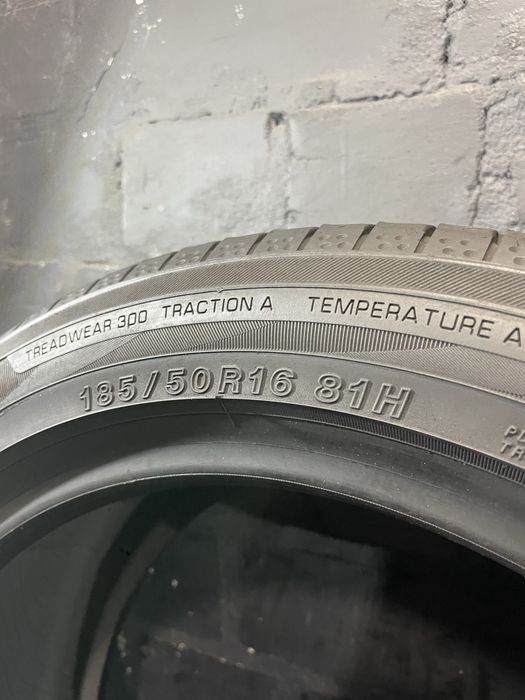 TREADWEAR 300 TRACTION A TEMPERATURE A
185/50R16 81H